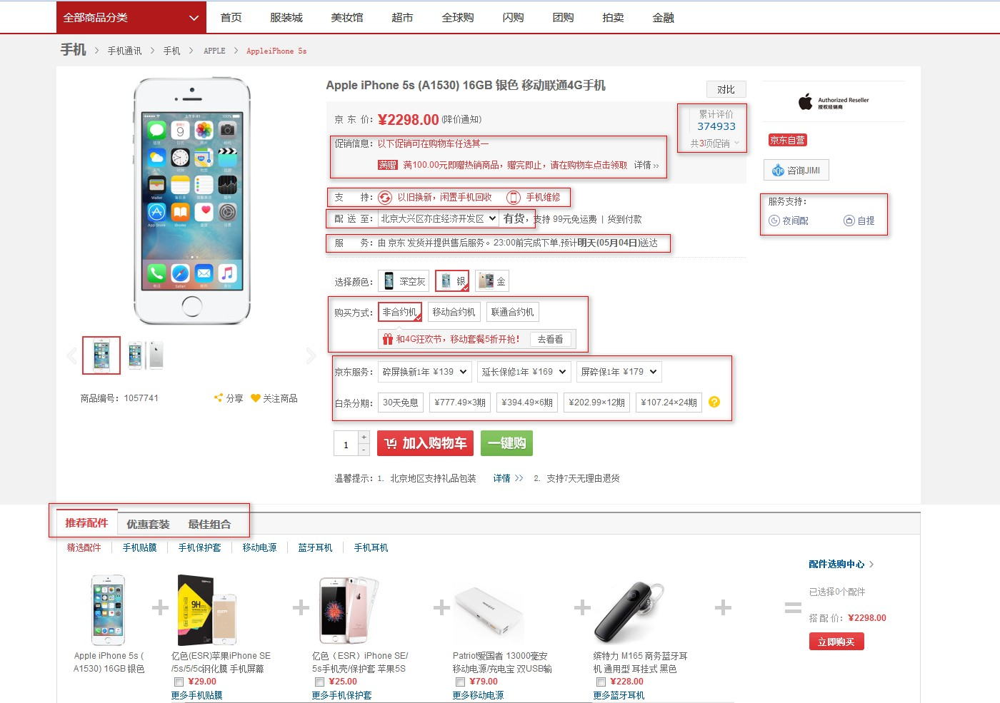 全部商品分类 首页 服装城 美妆馆 超市 全球购 闪购 团购 拍卖 金融
手机 > 手机通讯 > 手机 > APPLE > AppleiPhone 5s
Apple iPhone 5s (A1530) 16GB 银色 移动联通4G手机
对比
京 东 价：¥2298.00 (降价通知)
累计评价
374933
共3项促销
促销信息：以下促销可在购物车任选其一
满赠 满100.00元即赠热销商品，赠完即止，请在购物车点击领取 详情 ››
支 持： 以旧换新，闲置手机回收 手机维修
配 送 至： 北京大兴区亦庄经济开发区 有货，支持 99元免运费 | 货到付款
服 务：由 京东 发货并提供售后服务。23:00前完成下单,预计明天(05月04日)送达
Authorized Reseller
授权经销商
京东自营
咨询JIMI
服务支持：
夜间配 自提
选择颜色： 深空灰 银 金
购买方式： 非合约机 移动合约机 联通合约机
和4G狂欢节，移动套餐5折开抢！ 去看看
京东服务： 碎屏换新1年 ¥139 延长保修1年 ¥169 屏碎保1年 ¥179
白条分期： 30天免息 ¥777.49×3期 ¥394.49×6期 ¥202.99×12期 ¥107.24×24期 ?
商品编号：1057741 分享 关注商品
1 + - 加入购物车 一键购
温馨提示：1. 北京地区支持礼品包装 详情 >> 2. 支持7天无理由退货
推荐配件 优惠套装 最佳组合
精选配件 手机贴膜 手机保护套 移动电源 蓝牙耳机 手机耳机
Apple iPhone 5s (
A1530) 16GB 银色
亿色(ESR)苹果iPhone SE
/5s/5/5c钢化膜 手机屏幕
¥29.00
更多手机贴膜
亿色（ESR）iPhone SE/
5s手机壳/保护套 苹果5S
¥25.00
更多手机保护套
Patriot爱国者 13000毫安
移动电源/充电宝 双USB输
¥79.00
更多移动电源
缤特力 M165 商务蓝牙耳
机 通用型 耳挂式 黑色
¥228.00
更多蓝牙耳机
配件选购中心 >
已选择0个配件
搭 配 价：¥2298.00
立即购买